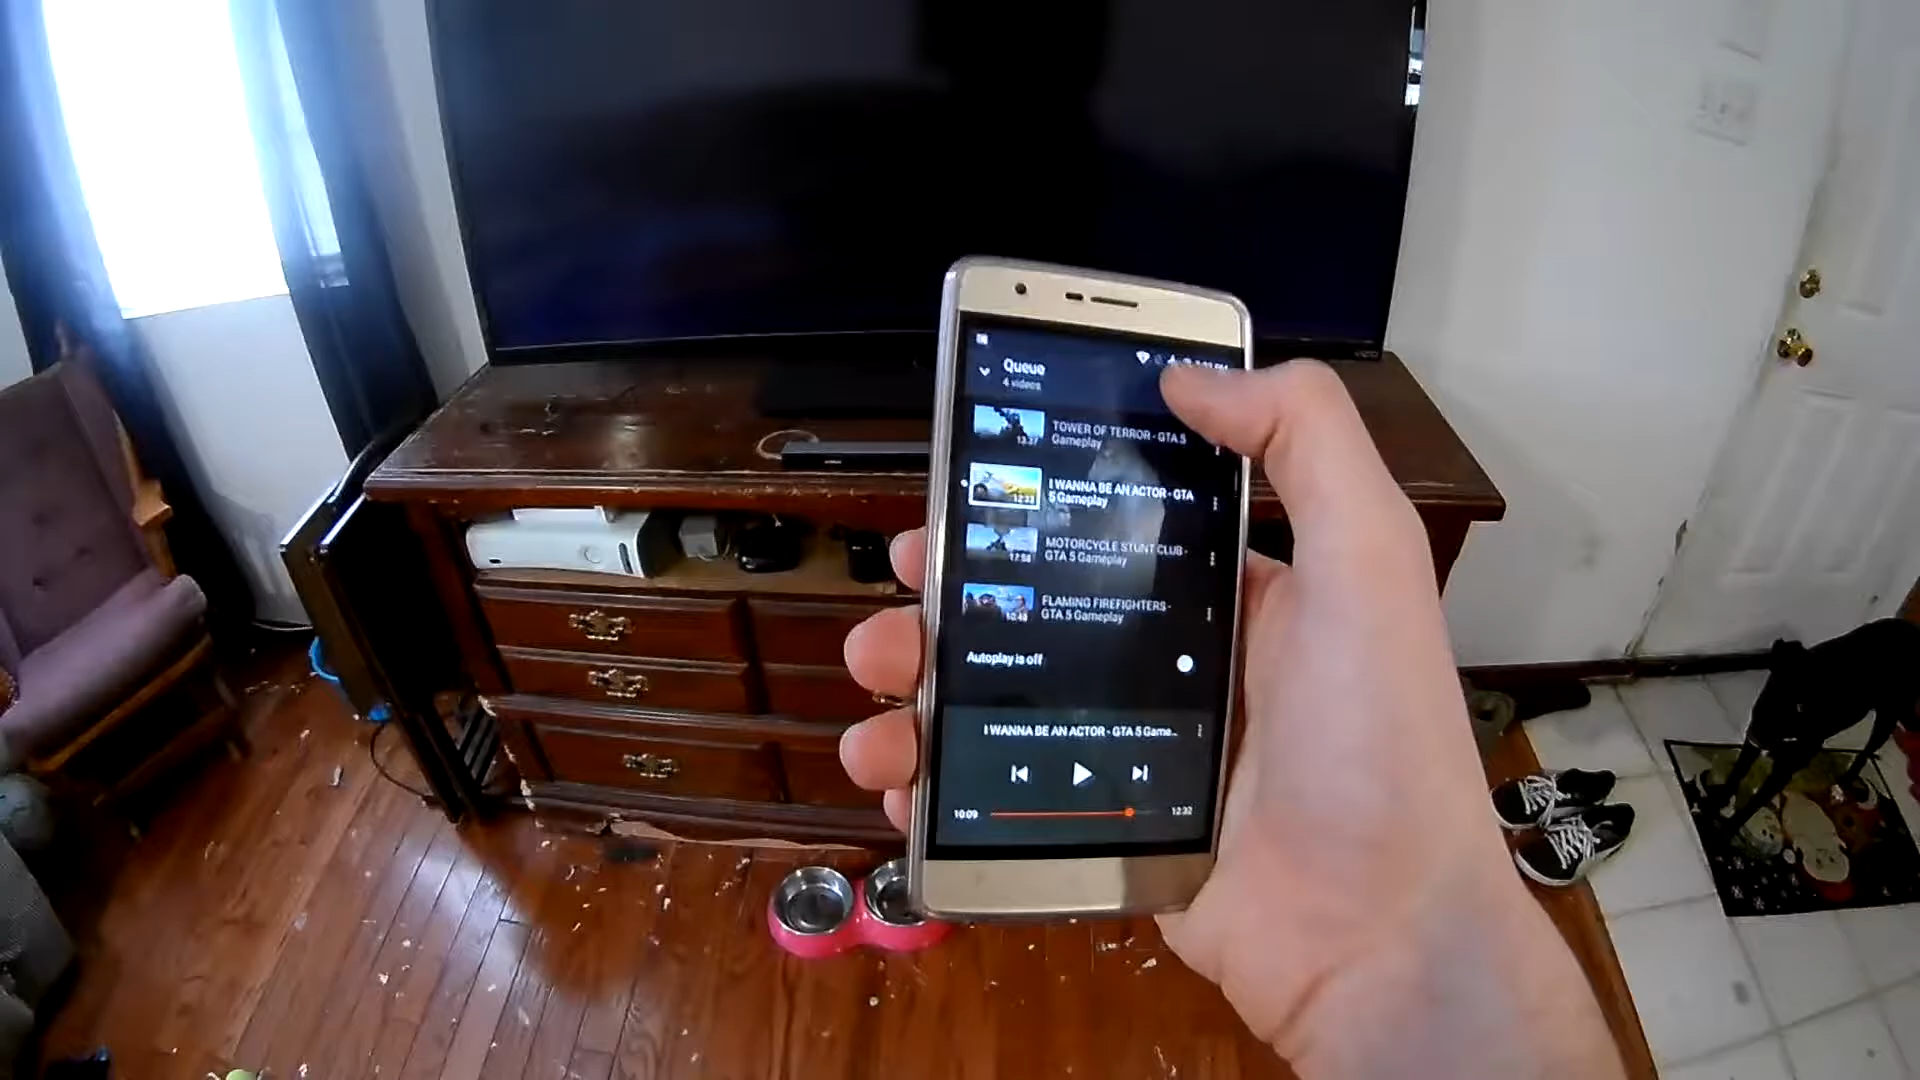 Queue
4 videos
13:37
TOWER OF TERROR - GTA 5
Gameplay
12:33
I WANNA BE AN ACTOR - GTA
5 Gameplay
17:58
MOTORCYCLE STUNT CLUB -
GTA 5 Gameplay
10:48
FLAMING FIREFIGHTERS -
GTA 5 Gameplay
Autoplay is off
I WANNA BE AN ACTOR - GTA 5 Game...
10:09
12:32